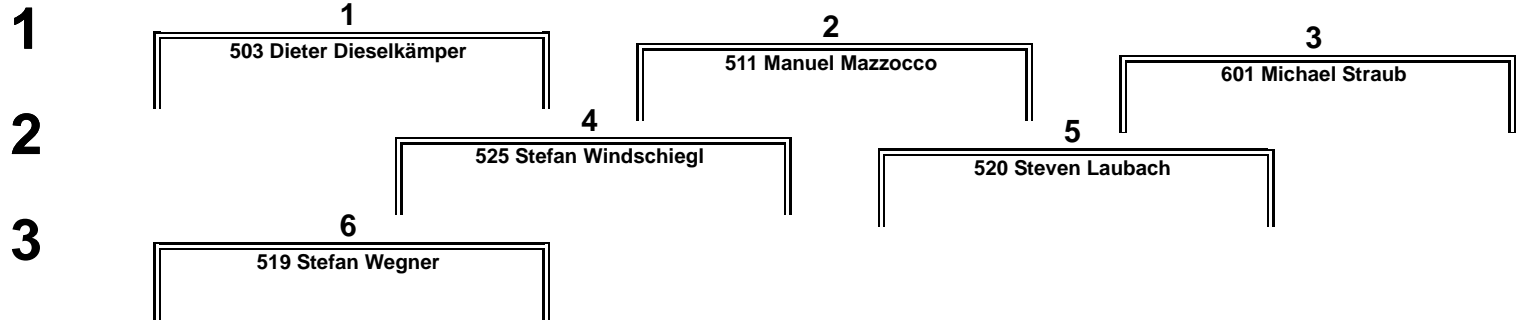 1
1
503 Dieter Dieselkämper
2
511 Manuel Mazzocco
3
601 Michael Straub
2
4
525 Stefan Windschiegl
5
520 Steven Laubach
3
6
519 Stefan Wegner